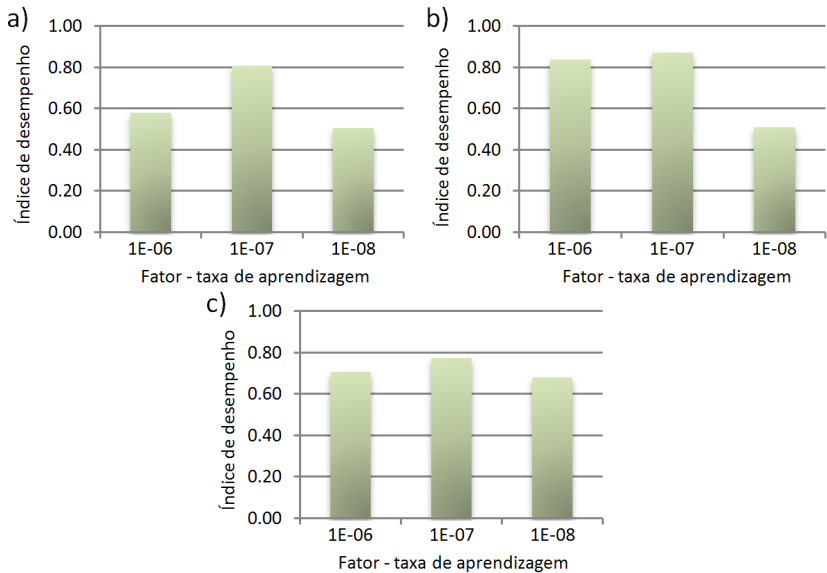 a)
1.00
0.80
0.60
0.40
0.20
0.00
Índice de desempenho
1E-06 1E-07 1E-08
Fator - taxa de aprendizagem
b)
1.00
0.80
0.60
0.40
0.20
0.00
Índice de desempenho
1E-06 1E-07 1E-08
Fator - taxa de aprendizagem
c)
1.00
0.80
0.60
0.40
0.20
0.00
Índice de desempenho
1E-06 1E-07 1E-08
Fator - taxa de aprendizagem